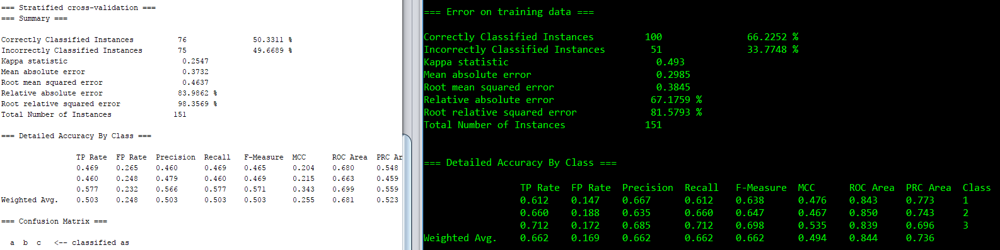 === Stratified cross-validation ===
=== Summary ===
Correctly Classified Instances 76 50.3311 %
Incorrectly Classified Instances 75 49.6689 %
Kappa statistic 0.2547
Mean absolute error 0.3732
Root mean squared error 0.4637
Relative absolute error 83.9862 %
Root relative squared error 98.3569 %
Total Number of Instances 151
=== Detailed Accuracy By Class ===
TP Rate FP Rate Precision Recall F-Measure MCC ROC Area PRC Ar
0.469 0.265 0.460 0.469 0.465 0.204 0.680 0.548
0.460 0.248 0.479 0.460 0.469 0.215 0.663 0.459
0.577 0.232 0.566 0.577 0.571 0.343 0.699 0.559
Weighted Avg. 0.503 0.248 0.503 0.503 0.503 0.255 0.681 0.523
=== Confusion Matrix ===
a b c <-- classified as
=== Error on training data ===
Correctly Classified Instances 100 66.2252 %
Incorrectly Classified Instances 51 33.7748 %
Kappa statistic 0.493
Mean absolute error 0.2985
Root mean squared error 0.3845
Relative absolute error 67.1759 %
Root relative squared error 81.5793 %
Total Number of Instances 151
=== Detailed Accuracy By Class ===
TP Rate FP Rate Precision Recall F-Measure MCC ROC Area PRC Area Class
0.612 0.147 0.667 0.612 0.638 0.476 0.843 0.773 1
0.660 0.188 0.635 0.660 0.647 0.467 0.850 0.743 2
0.712 0.172 0.685 0.712 0.698 0.535 0.839 0.696 3
Weighted Avg. 0.662 0.169 0.662 0.662 0.662 0.494 0.844 0.736